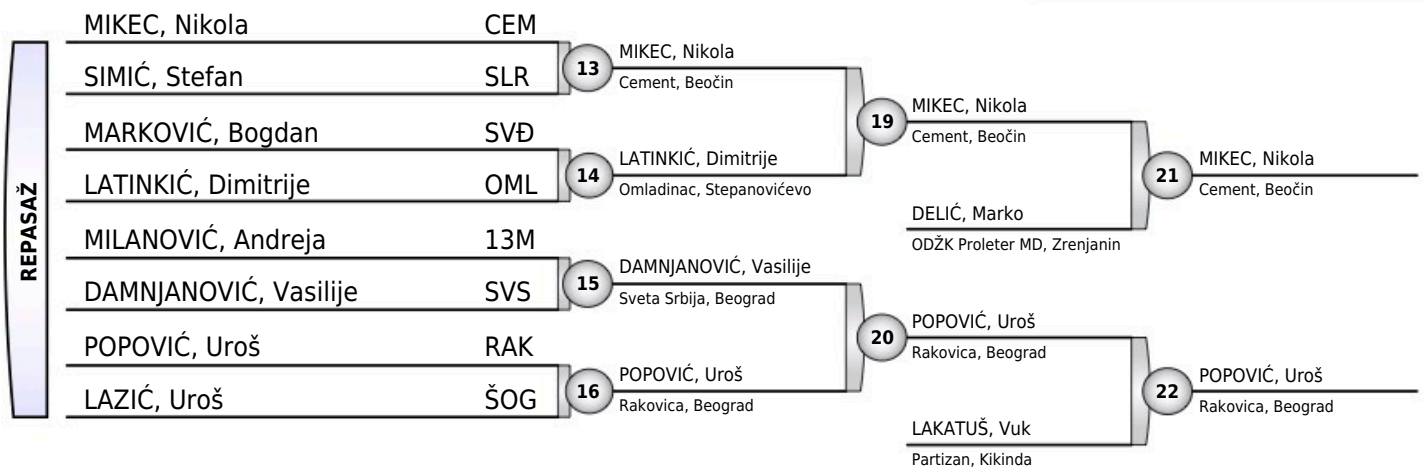 REPASAŽ
MIKEC, Nikola CEM
SIMIĆ, Stefan SLR
MARKOVIĆ, Bogdan SVĐ
LATINKIĆ, Dimitrije OML
MILANOVIĆ, Andreja 13M
DAMNJANOVIĆ, Vasilije SVS
POPOVIĆ, Uroš RAK
LAZIĆ, Uroš ŠOG
13
MIKEC, Nikola
Cement, Beočin
14
LATINKIĆ, Dimitrije
Omladinac, Stepanovićevo
15
DAMNJANOVIĆ, Vasilije
Sveta Srbija, Beograd
16
POPOVIĆ, Uroš
Rakovica, Beograd
19
MIKEC, Nikola
Cement, Beočin
DELIĆ, Marko
ODŽK Proleter MD, Zrenjanin
20
POPOVIĆ, Uroš
Rakovica, Beograd
LAKATUŠ, Vuk
Partizan, Kikinda
21
MIKEC, Nikola
Cement, Beočin
22
POPOVIĆ, Uroš
Rakovica, Beograd